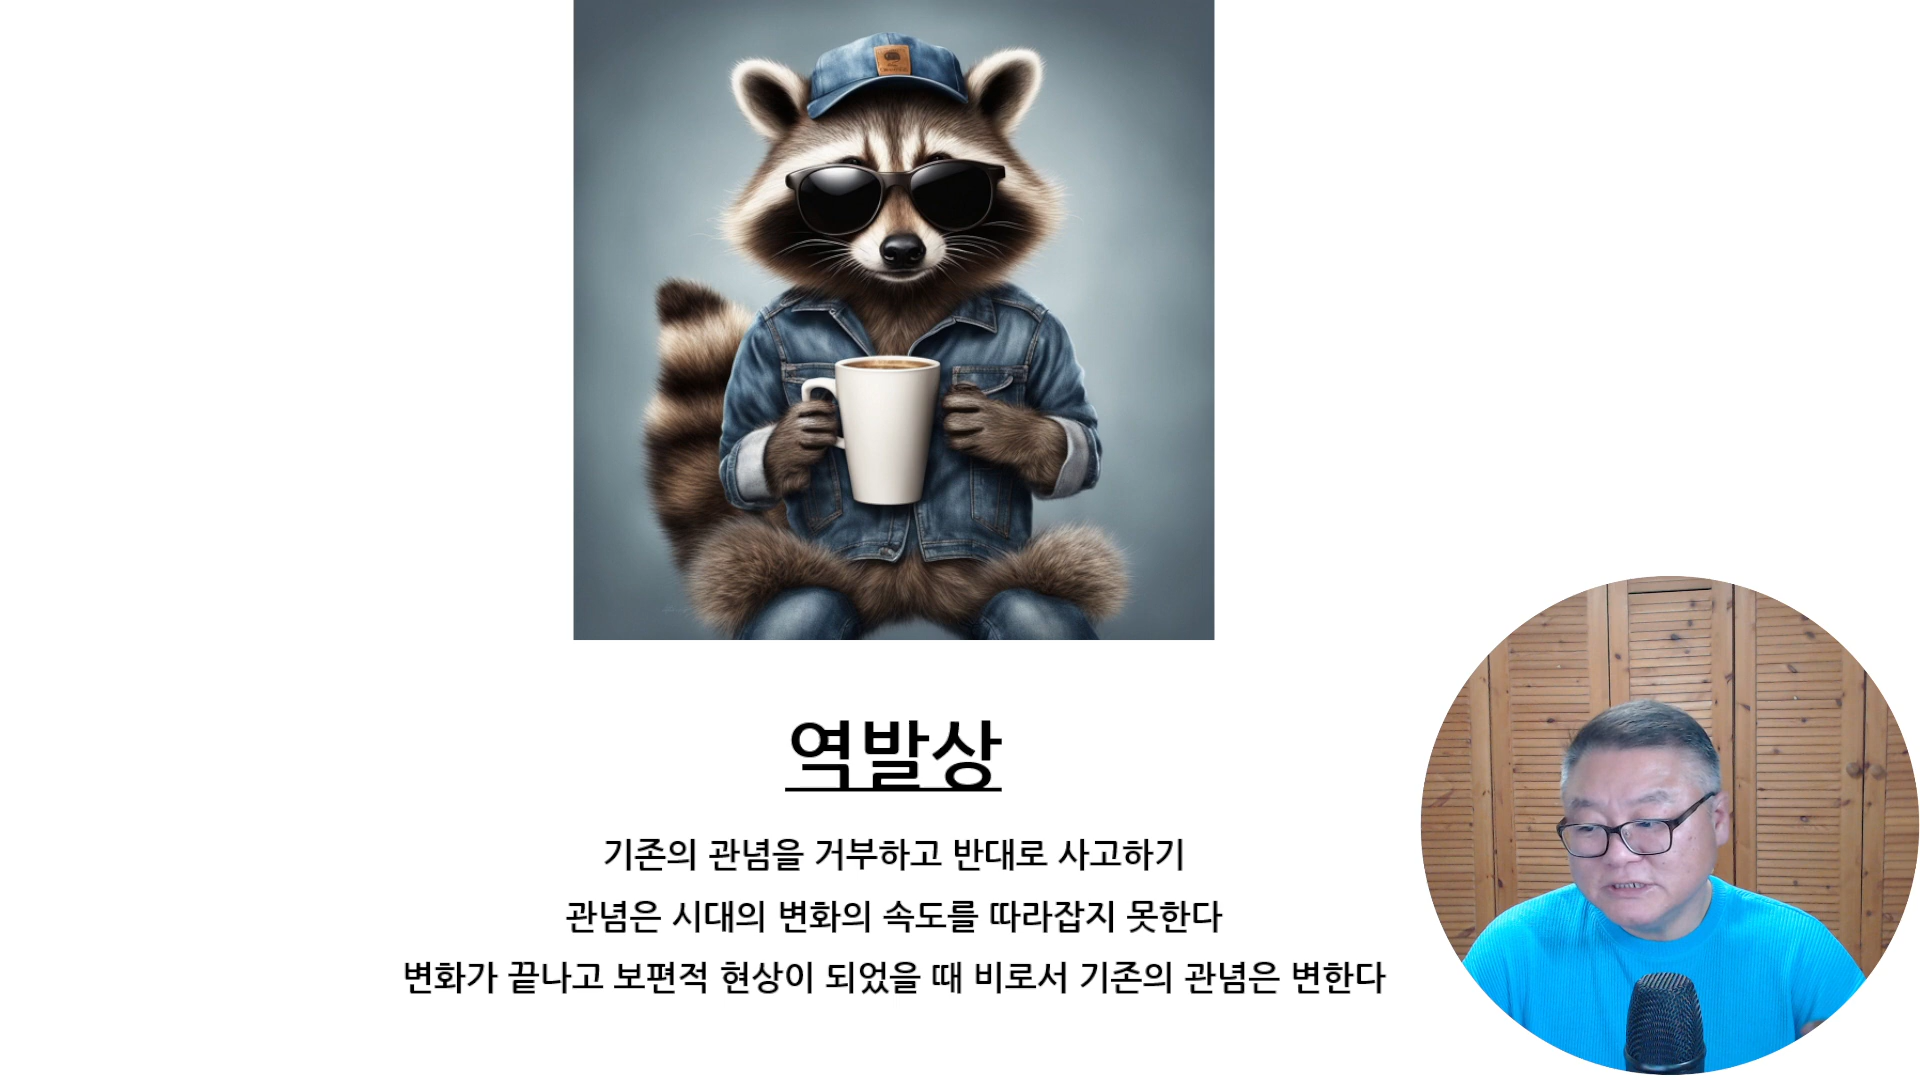 역발상
기존의 관념을 거부하고 반대로 사고하기
관념은 시대의 변화의 속도를 따라잡지 못한다
변화가 끝나고 보편적 현상이 되었을 때 비로서 기존의 관념은 변한다